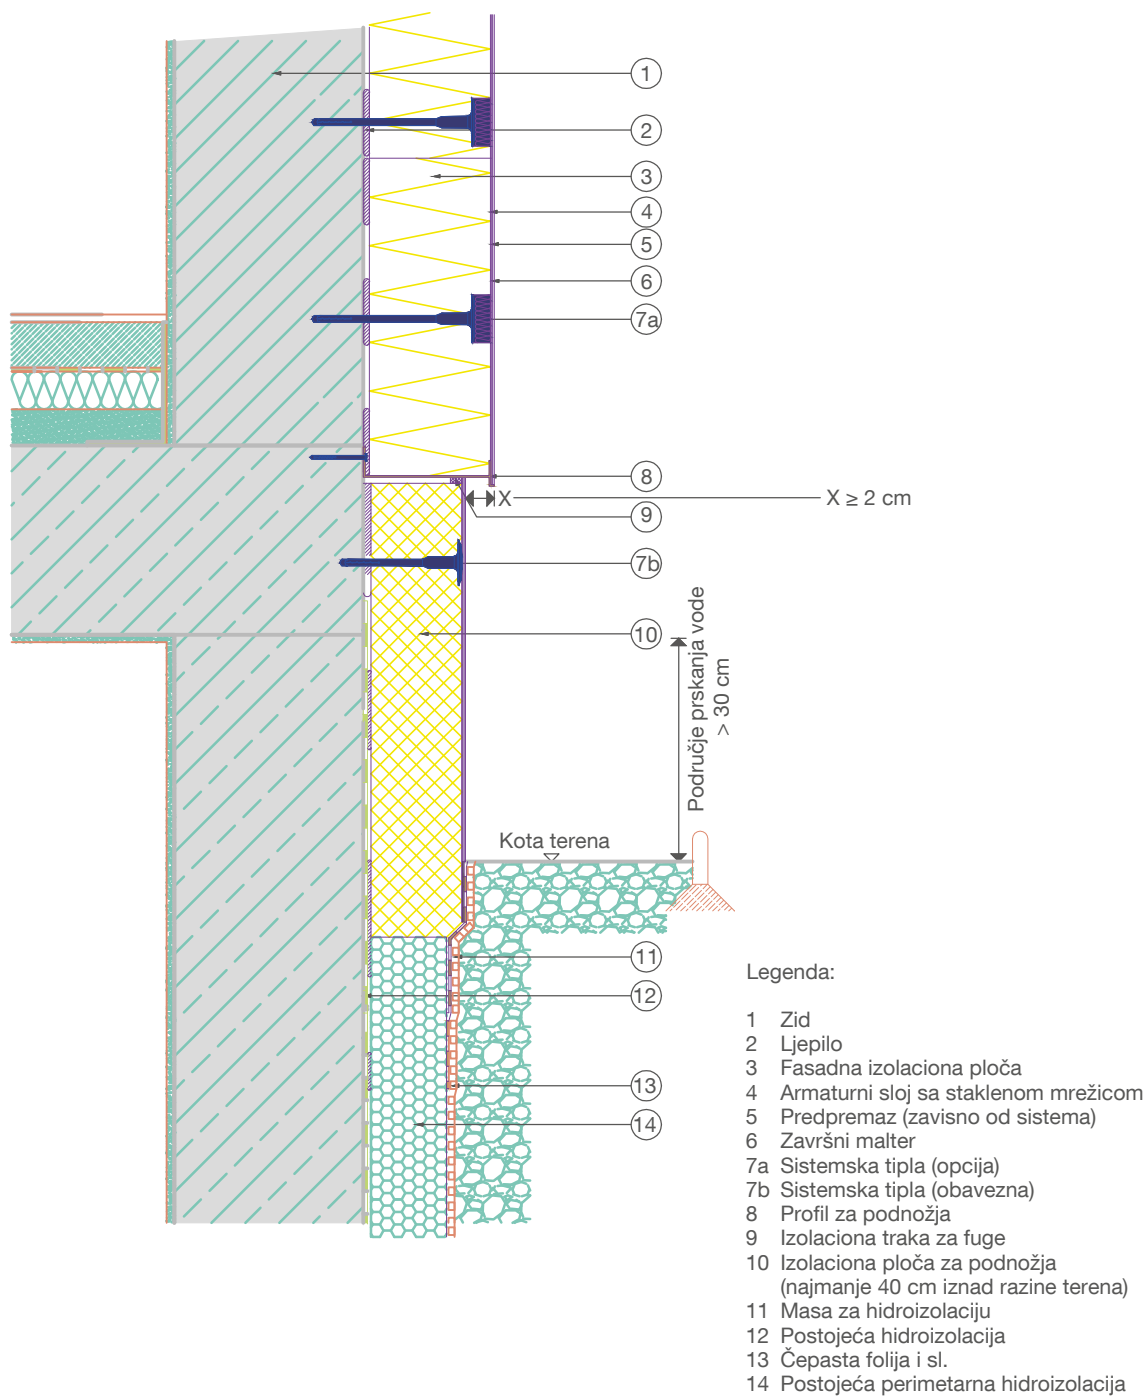 1
2
3
4
5
6
7a
8
X
X ≥ 2 cm
9
7b
10
Područje prskanja vode
> 30 cm
Kota terena
11
12
13
14
Legenda:
1 Zid
2 Ljepilo
3 Fasadna izolaciona ploča
4 Armaturni sloj sa staklenom mrežicom
5 Predpremaz (zavisno od sistema)
6 Završni malter
7a Sistemska tipla (opcija)
7b Sistemska tipla (obavezna)
8 Profil za podnožja
9 Izolaciona traka za fuge
10 Izolaciona ploča za podnožja
(najmanje 40 cm iznad razine terena)
11 Masa za hidroizolaciju
12 Postojeća hidroizolacija
13 Čepasta folija i sl.
14 Postojeća perimetarna hidroizolacija